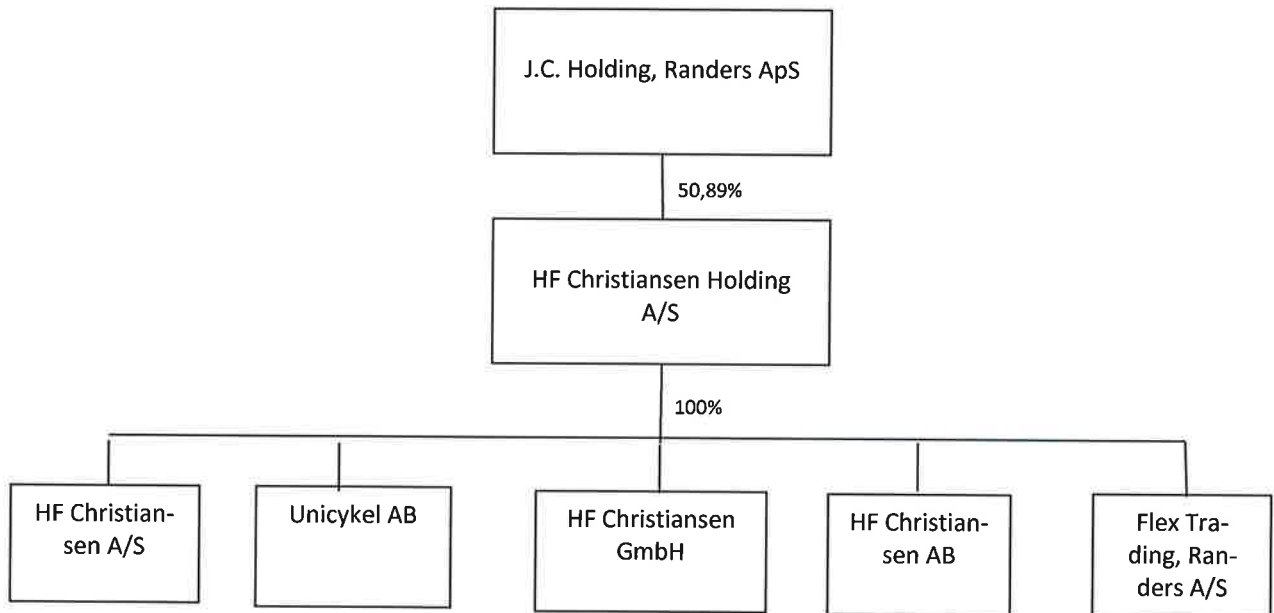 J.C. Holding, Randers ApS
50,89%
HF Christiansen Holding
A/S
100%
HF Christian-
sen A/S
Unicykel AB
HF Christiansen
GmbH
HF Christian-
sen AB
Flex Tra-
ding, Ran-
ders A/S